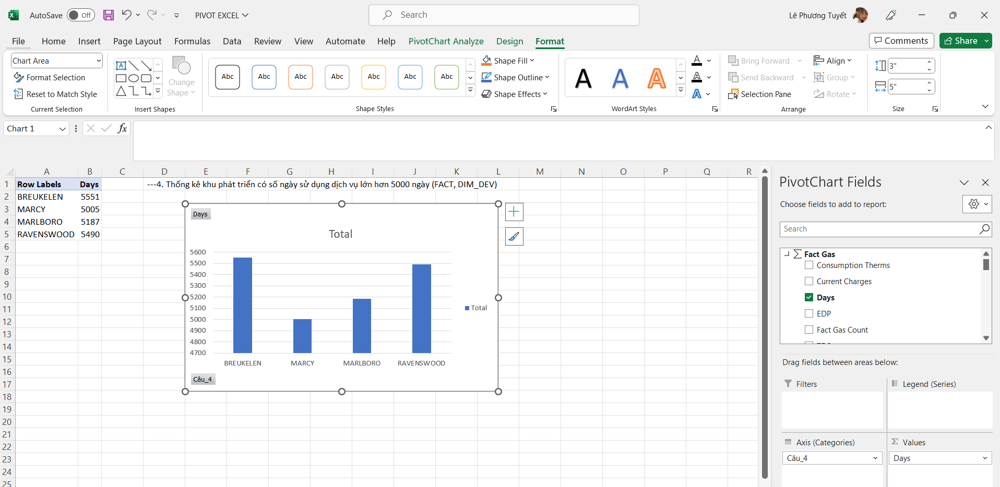 AutoSave Off PIVOT EXCEL Search Lê Phương Tuyết
File Home Insert Page Layout Formulas Data Review View Automate Help PivotChart Analyze Design Format Comments Share
Chart Area
Format Selection
Reset to Match Style
Current Selection
A
Change
Shape
Insert Shapes
Abc Abc Abc Abc Abc Abc Abc
Shape Fill
Shape Outline
Shape Effects
Shape Styles
A A A
A
A
A
WordArt Styles
Bring Forward
Send Backward
Selection Pane
Align
Group
Rotate
Arrange
3"
5"
Size
Chart 1 fx
A B C D E F G H I J K L M N O P Q R
1 Row Labels Days ---4. Thống kê khu phát triển có số ngày sử dụng dịch vụ lớn hơn 5000 ngày (FACT, DIM_DEV)
2 BREUKELEN 5551
3 MARCY 5005
4 MARLBORO 5187
5 RAVENSWOOD 5490
6
7
8
9
10
11
12
13
14
15
16
17
18
19
20
21
22
23
24
25
Days
Total
5600
5500
5400
5300
5200
5100
5000
4900
4800
4700
BREUKELEN MARCY MARLBORO RAVENSWOOD
Total
Câu_4
PivotChart Fields
Choose fields to add to report:
Search
Σ Fact Gas
Consumption Therms
Current Charges
Days
EDP
Fact Gas Count
Drag fields between areas below:
Filters
Legend (Series)
Axis (Categories)
Σ Values
Câu_4
Days